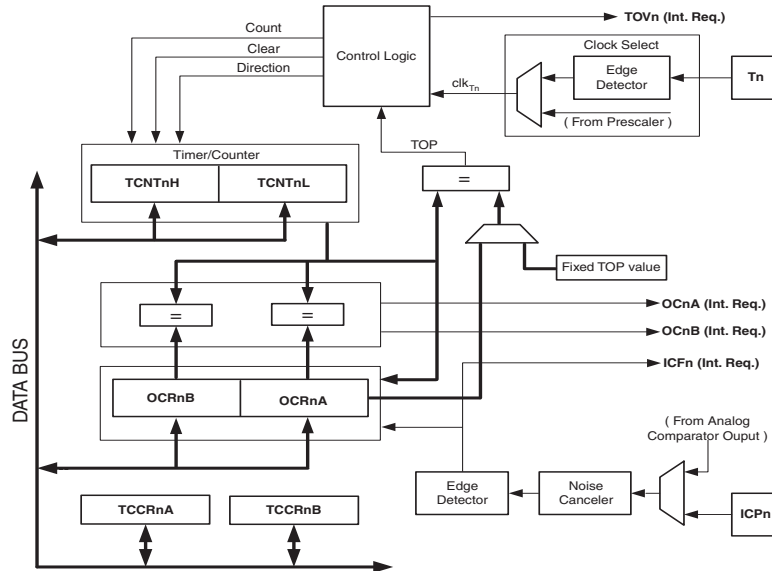 TOVn (Int. Req.)
Count
Clear
Direction
Control Logic
Clock Select
Edge
Detector
Tn
clkTn
( From Prescaler )
TOP
Timer/Counter
TCNTnH
TCNTnL
=
Fixed TOP value
=
=
OCnA (Int. Req.)
OCnB (Int. Req.)
ICFn (Int. Req.)
OCRnB
OCRnA
DATA BUS
( From Analog
Comparator Ouput )
Edge
Detector
Noise
Canceler
ICPn
TCCRnA
TCCRnB